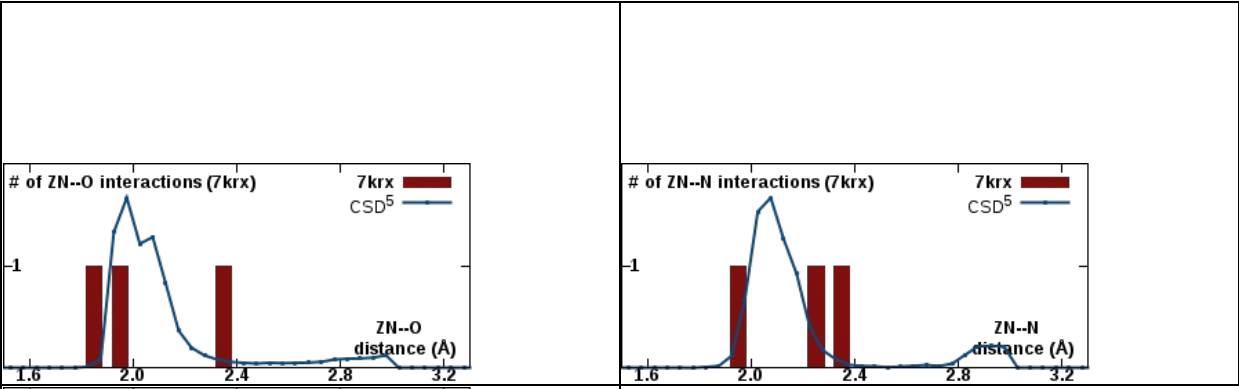 # of ZN--O interactions (7krx)
7krx
CSD5
1
ZN--O
distance (Å)
1.6 2.0 2.4 2.8 3.2
# of ZN--N interactions (7krx)
7krx
CSD5
1
ZN--N
distance (Å)
1.6 2.0 2.4 2.8 3.2